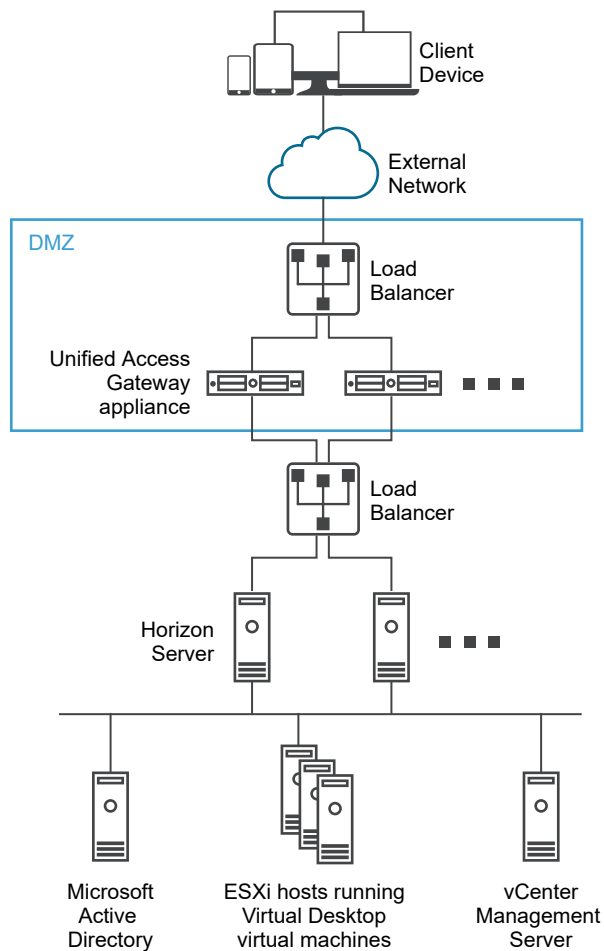 Client
Device
External
Network
DMZ
Load
Balancer
Unified Access
Gateway
appliance
Load
Balancer
Horizon
Server
Microsoft
Active
Directory
ESXi hosts running
Virtual Desktop
virtual machines
vCenter
Management
Server